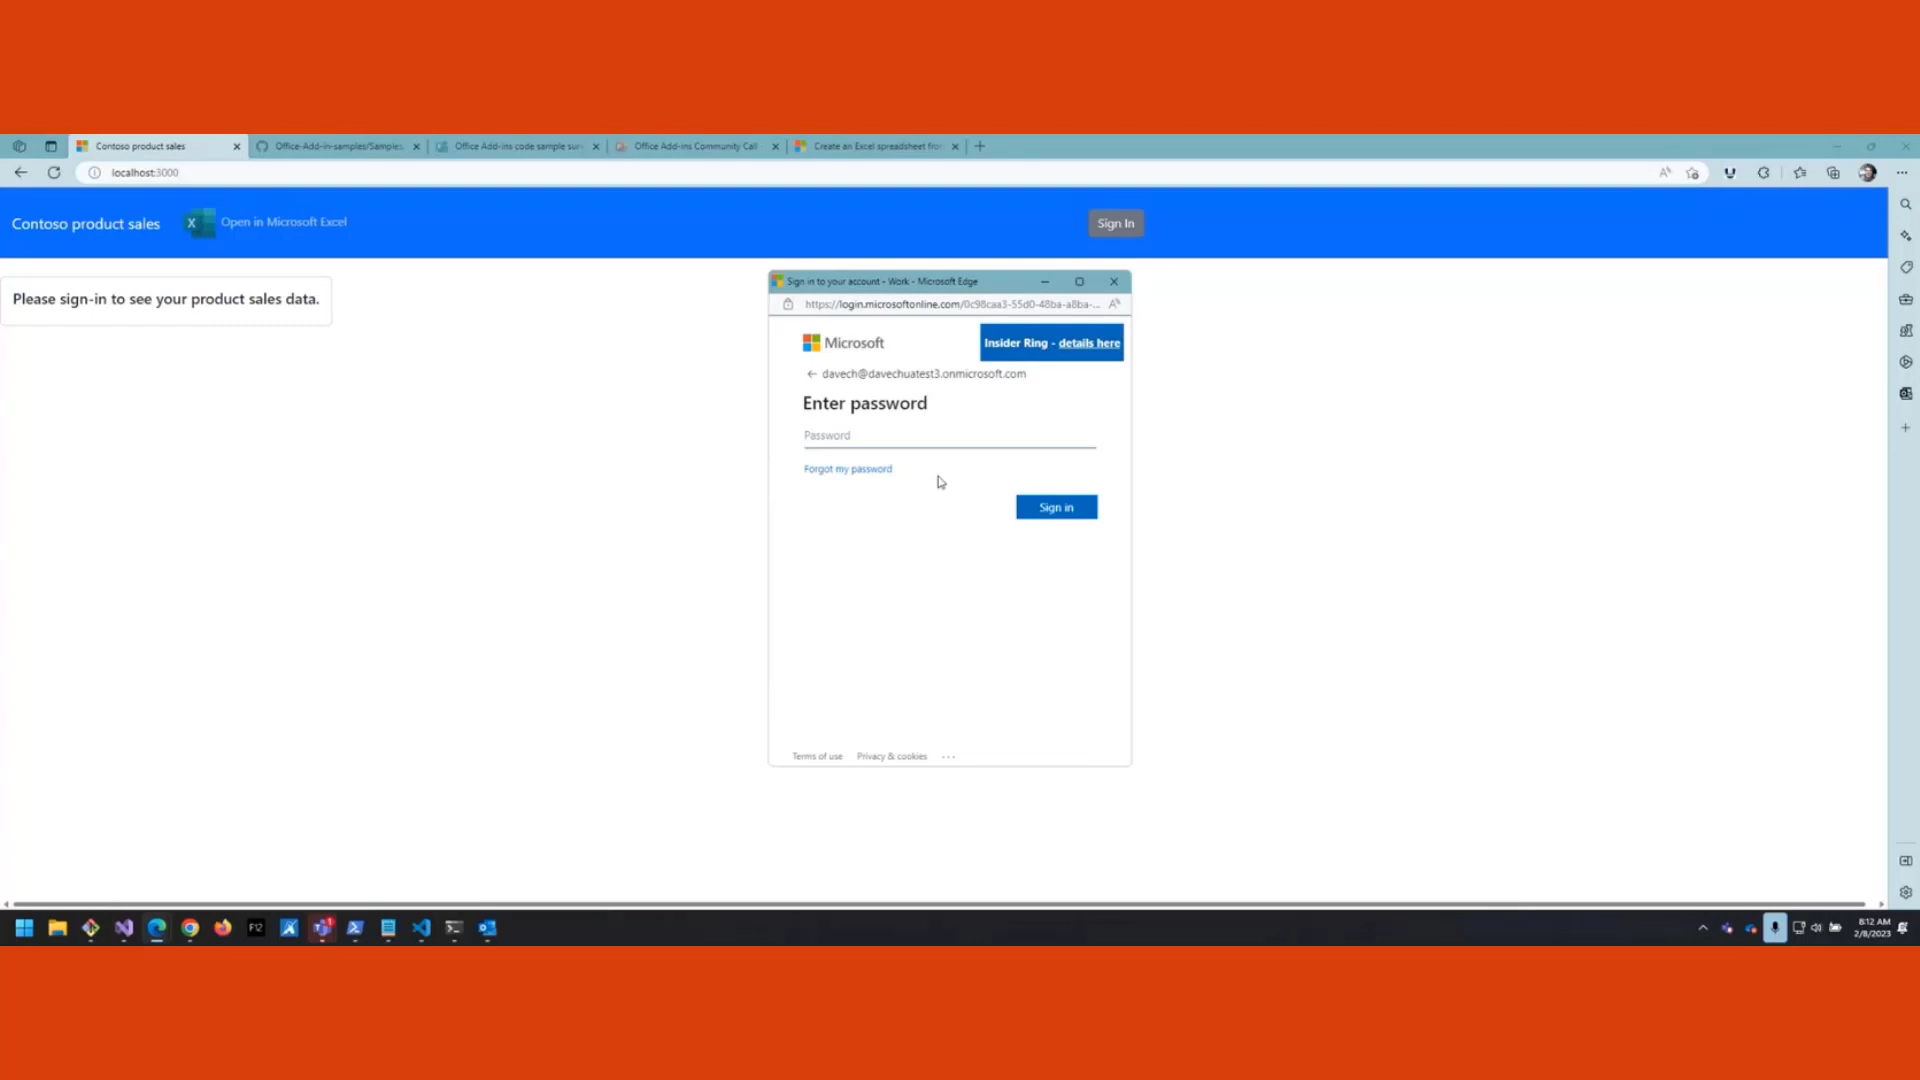 Contoso product sales
Office-Add-in-samples/Samples
Office Add-ins code sample sur
Office Add-ins Community Call
Create an Excel spreadsheet fro
localhost:3000
Contoso product sales
Open in Microsoft Excel
Sign In
Please sign-in to see your product sales data.
Sign in to your account - Work - Microsoft Edge
https://login.microsoftonline.com/0c98caa3-55d0-48ba-a8ba-...
Microsoft
Insider Ring - details here
davech@davechuatest3.onmicrosoft.com
Enter password
Password
Forgot my password
Sign in
Terms of use
Privacy & cookies
F12
1
8:12 AM
2/8/2023